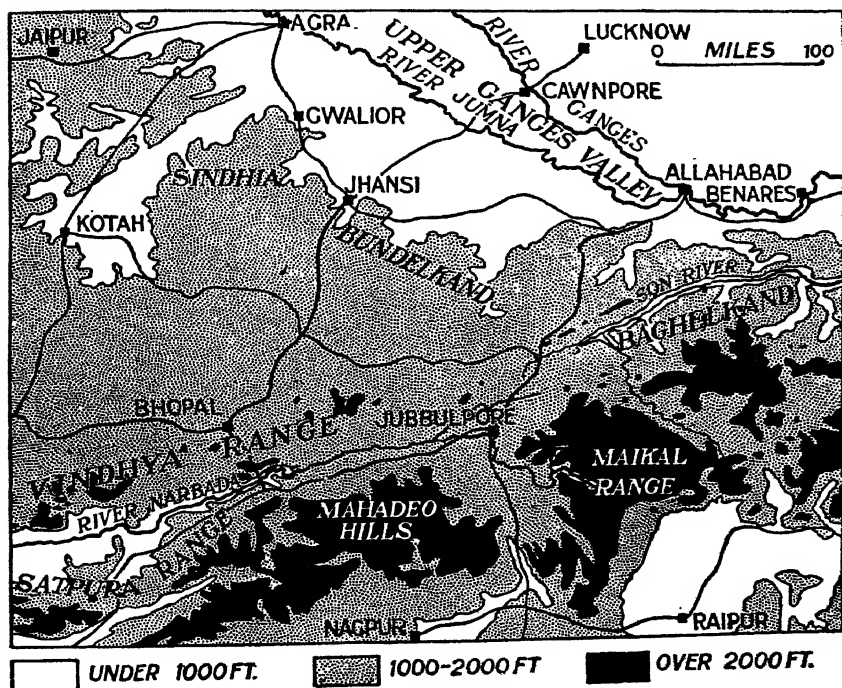 JAIPUR
AGRA
LUCKNOW
0 MILES 100
UPPER GANGES VALLEY
RIVER JUMNA
RIVER GANGES
CAWNPORE
GWALIOR
SINDHIA
JHANSI
ALLAHABAD
BENARES
KOTAH
BUNDELKAND
SON RIVER
BAGHELKAND
BHOPAL
JUBBULPORE
VINDHYA RANGE
RIVER NARBADA
MAIKAL
RANGE
MAHADEO
HILLS
SATPURA RANGE
NAGPUR
RAIPUR
UNDER 1000 FT.
1000-2000 FT
OVER 2000 FT.